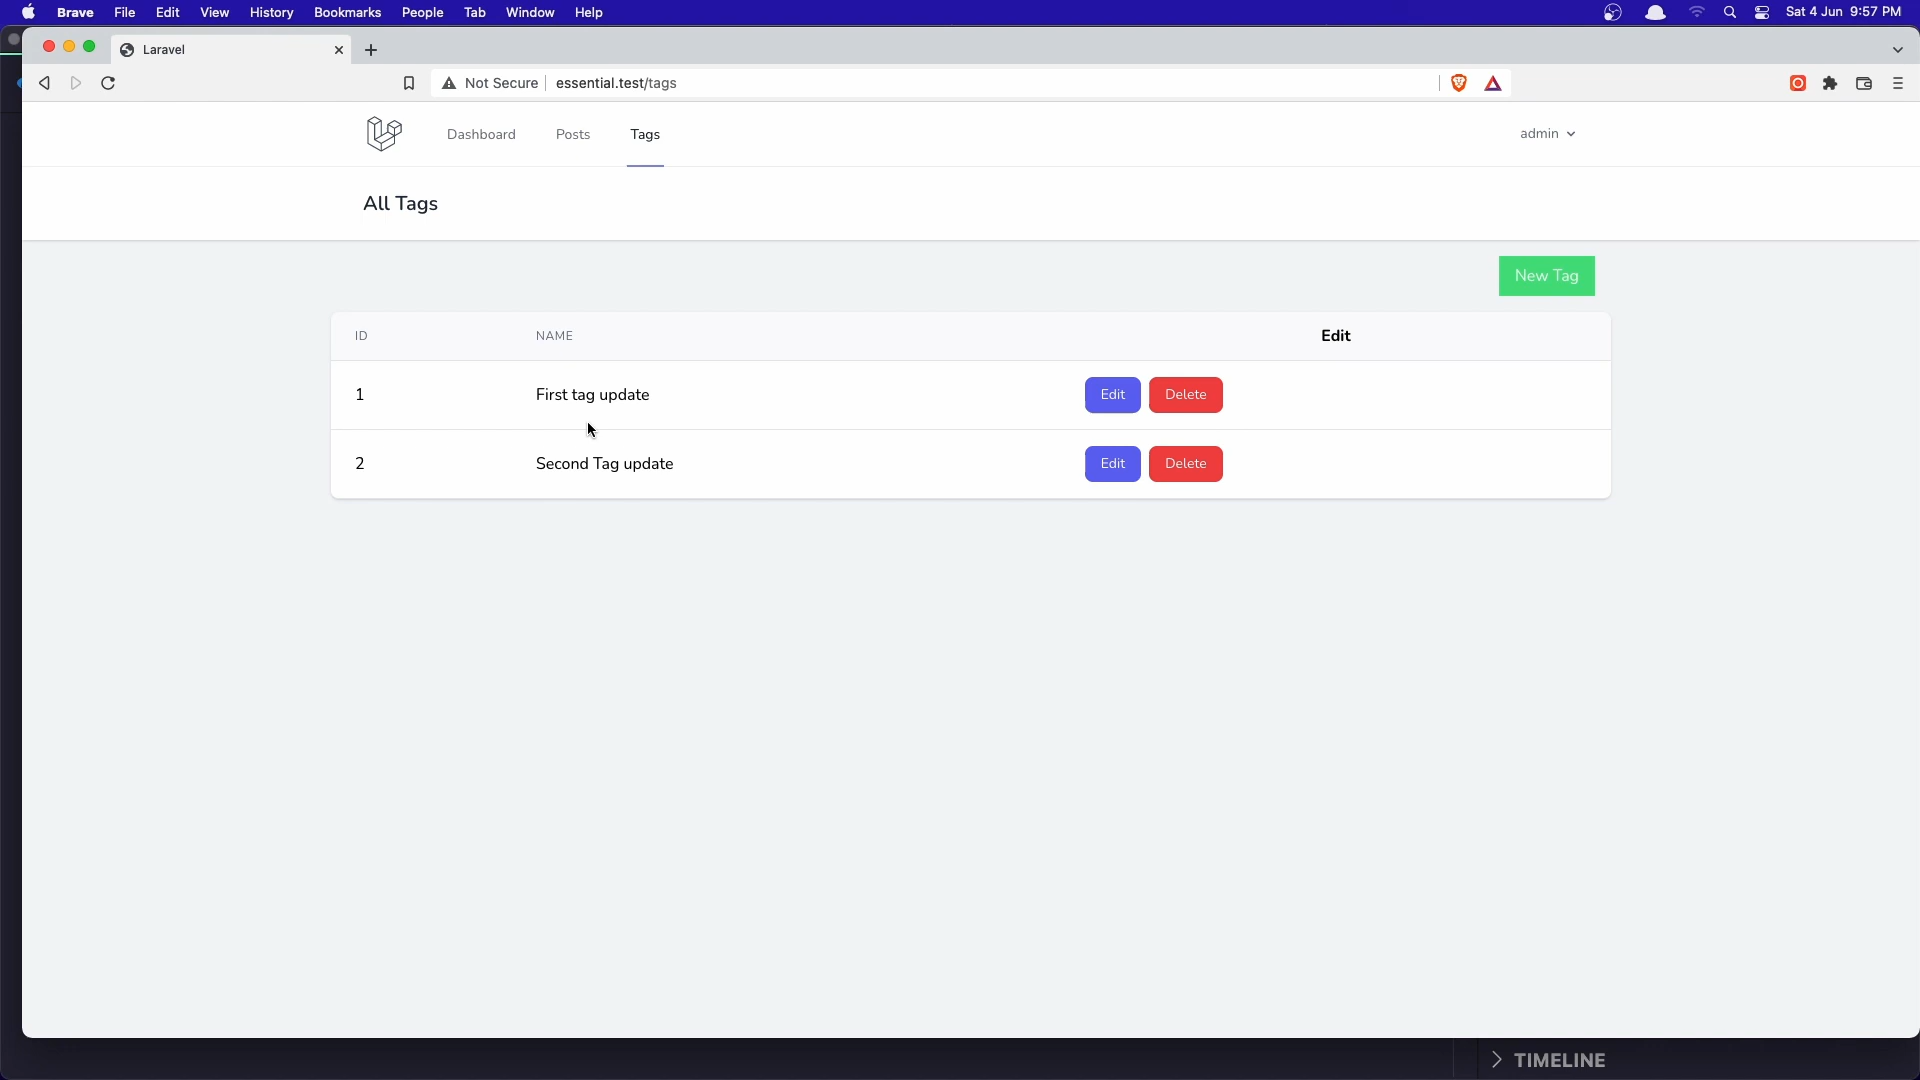 Brave File Edit View History Bookmarks People Tab Window Help Sat 4 Jun 9:57 PM
Laravel
Not Secure essential.test/tags
Dashboard Posts Tags admin
All Tags
New Tag
ID NAME Edit
1 First tag update Edit Delete
2 Second Tag update Edit Delete
TIMELINE